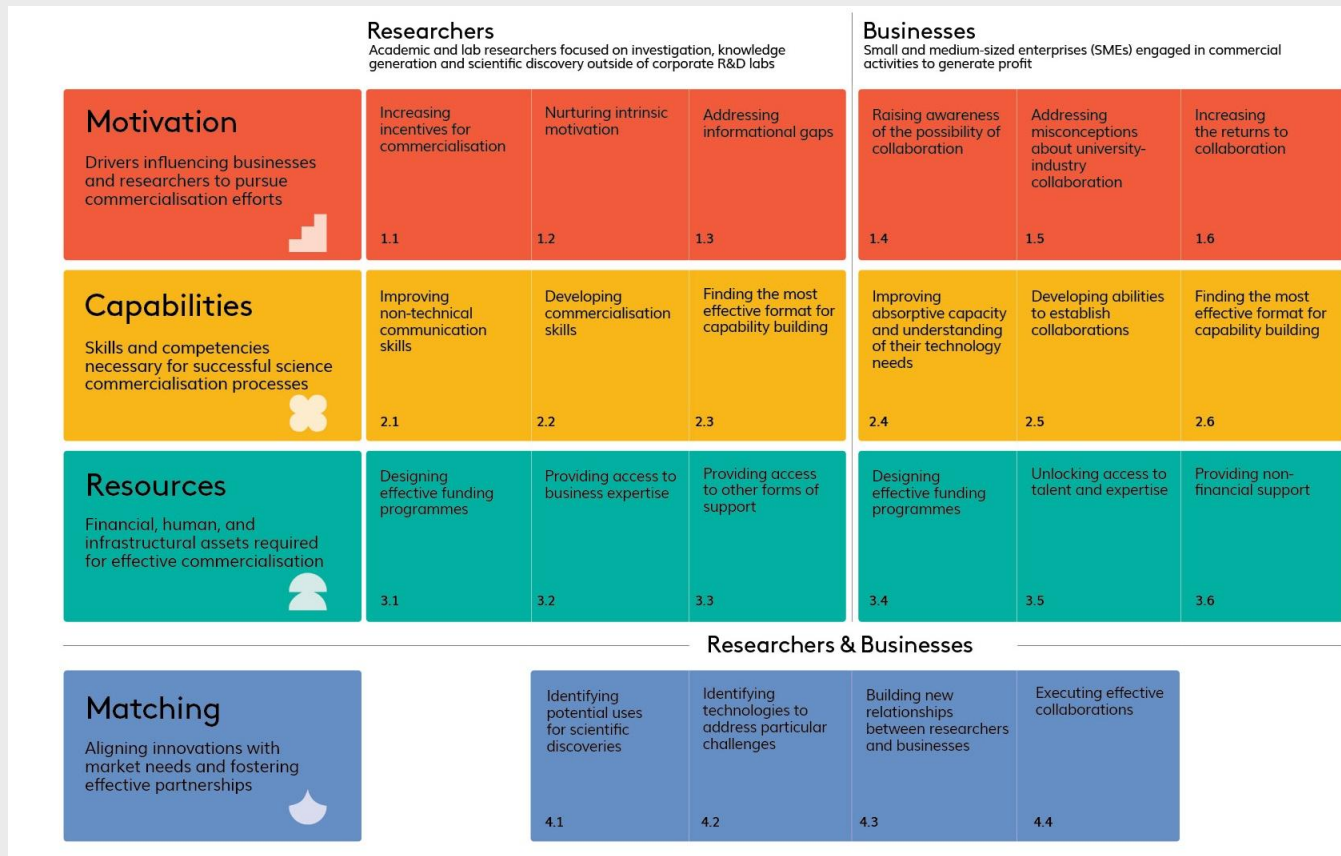 Researchers
Academic and lab researchers focused on investigation, knowledge
generation and scientific discovery outside of corporate R&D labs
Businesses
Small and medium-sized enterprises (SMEs) engaged in commercial
activities to generate profit
Motivation
Drivers influencing businesses
and researchers to pursue
commercialisation efforts
Increasing
incentives for
commercialisation
1.1
Nurturing intrinsic
motivation
1.2
Addressing
informational gaps
1.3
Raising awareness
of the possibility of
collaboration
1.4
Addressing
misconceptions
about university-
industry
collaboration
1.5
Increasing
the returns to
collaboration
1.6
Capabilities
Skills and competencies
necessary for successful science
commercialisation processes
Improving
non-technical
communication
skills
2.1
Developing
commercialisation
skills
2.2
Finding the most
effective format for
capability building
2.3
Improving
absorptive capacity
and understanding
of their technology
needs
2.4
Developing abilities
to establish
collaborations
2.5
Finding the most
effective format for
capability building
2.6
Resources
Financial, human, and
infrastructural assets required
for effective commercialisation
Designing
effective funding
programmes
3.1
Providing access to
business expertise
3.2
Providing access
to other forms of
support
3.3
Designing
effective funding
programmes
3.4
Unlocking access to
talent and expertise
3.5
Providing non-
financial support
3.6
Researchers & Businesses
Matching
Aligning innovations with
market needs and fostering
effective partnerships
Identifying
potential uses
for scientific
discoveries
4.1
Identifying
technologies to
address particular
challenges
4.2
Building new
relationships
between researchers
and businesses
4.3
Executing effective
collaborations
4.4